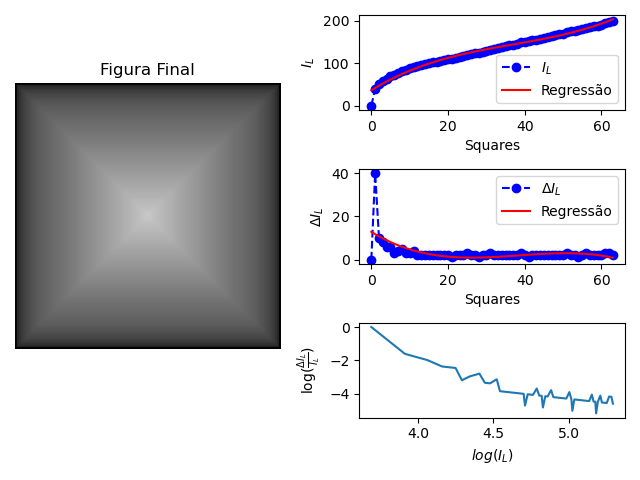 Figura Final
200
100
0
I_L
I_L
Regressão
0
20
40
60
Squares
40
20
0
ΔI_L
ΔI_L
Regressão
0
20
40
60
Squares
0
−2
−4
log(ΔI_L/I_L)
4.0
4.5
5.0
log(I_L)